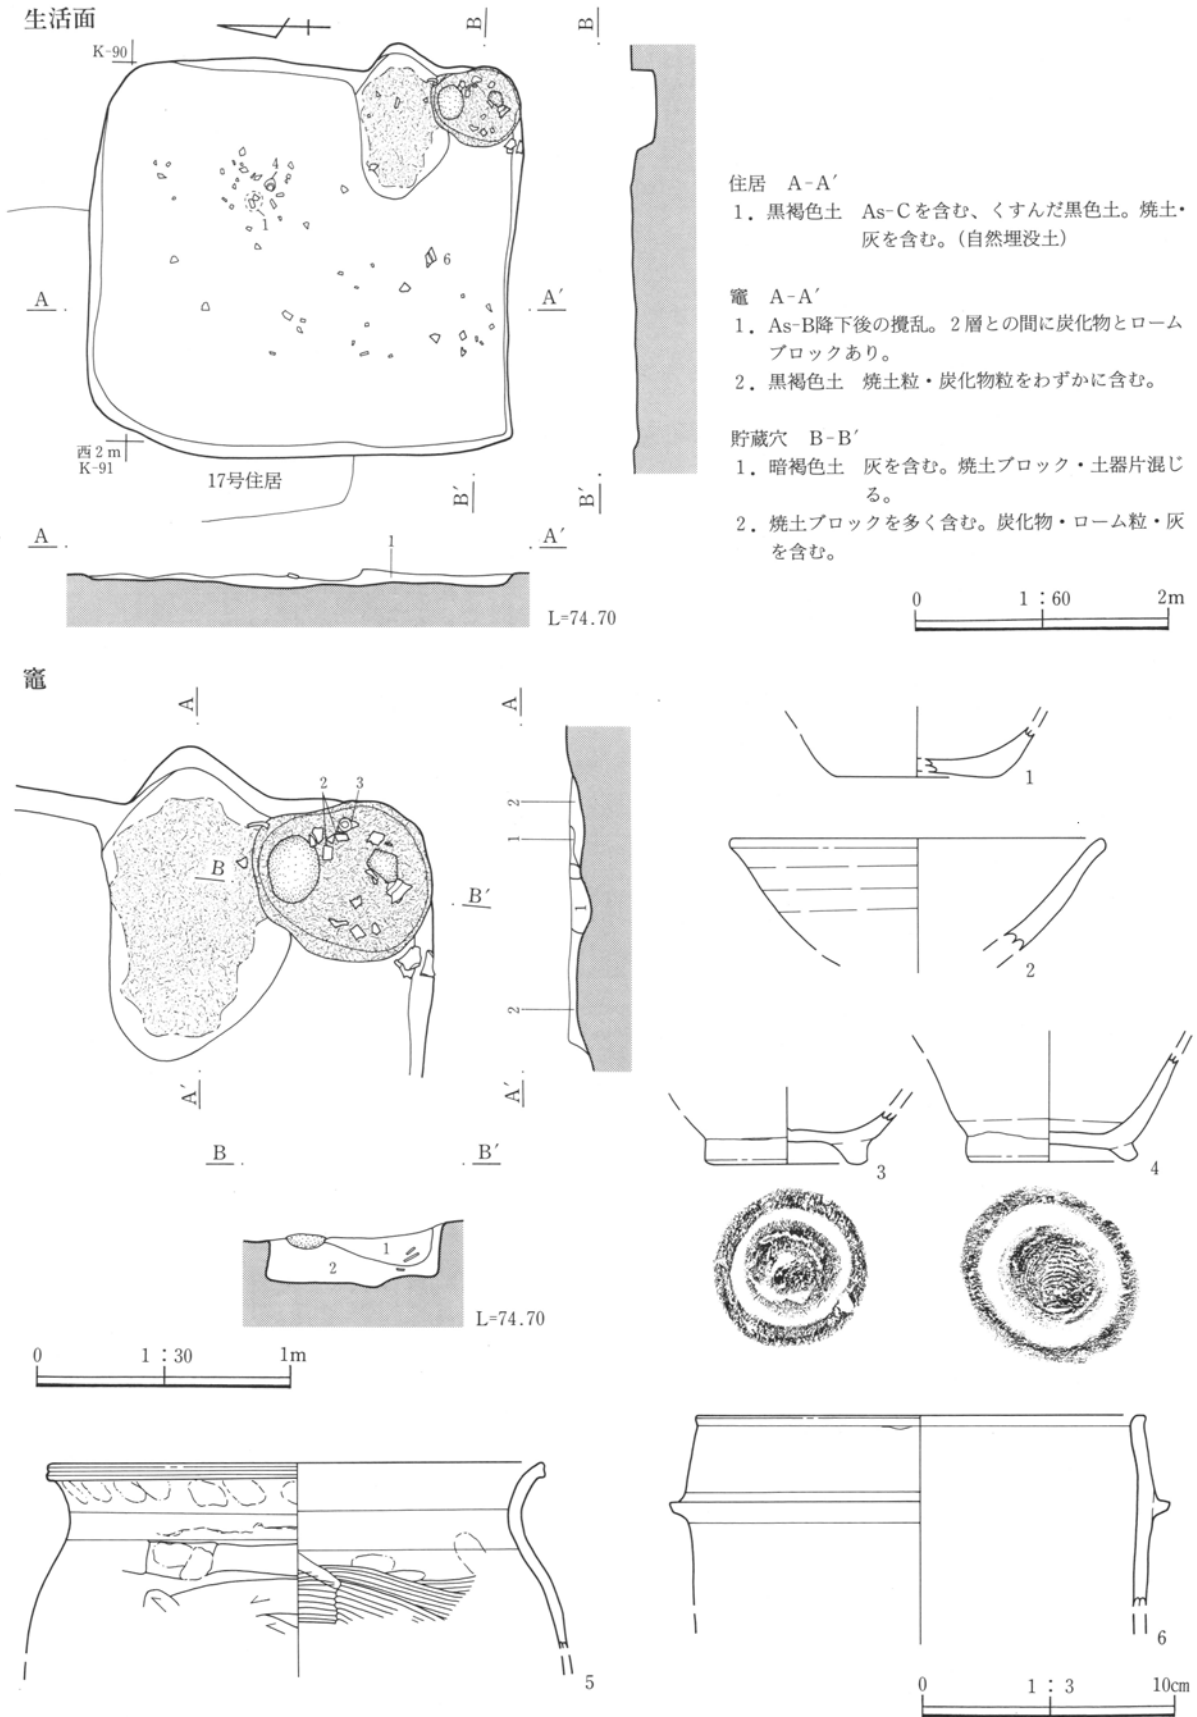 生活面
B
B
K-90
4
1
6
A
A′
A-A′
住居　A-A′
1．黒褐色土　As-Cを含む、くすんだ黒色土。焼土・
灰を含む。（自然埋没土）
竈　A-A′
1．As-B降下後の攪乱。2層との間に炭化物とローム
ブロックあり。
2．黒褐色土　焼土粒・炭化物粒をわずかに含む。
貯蔵穴　B-B′
1．暗褐色土　灰を含む。焼土ブロック・土器片混じ
る。
2．焼土ブロックを多く含む。炭化物・ローム粒・灰
を含む。
西2m
K-91
17号住居
B′
B′
A
1
A′
L=74.70
0　1：60　2m
竈
A
A
2
3
B
B′
2
1
1
2
A′
A′
B
B′
1
2
L=74.70
0　1：30　1m
1
2
3
4
5
6
0　1：3　10cm